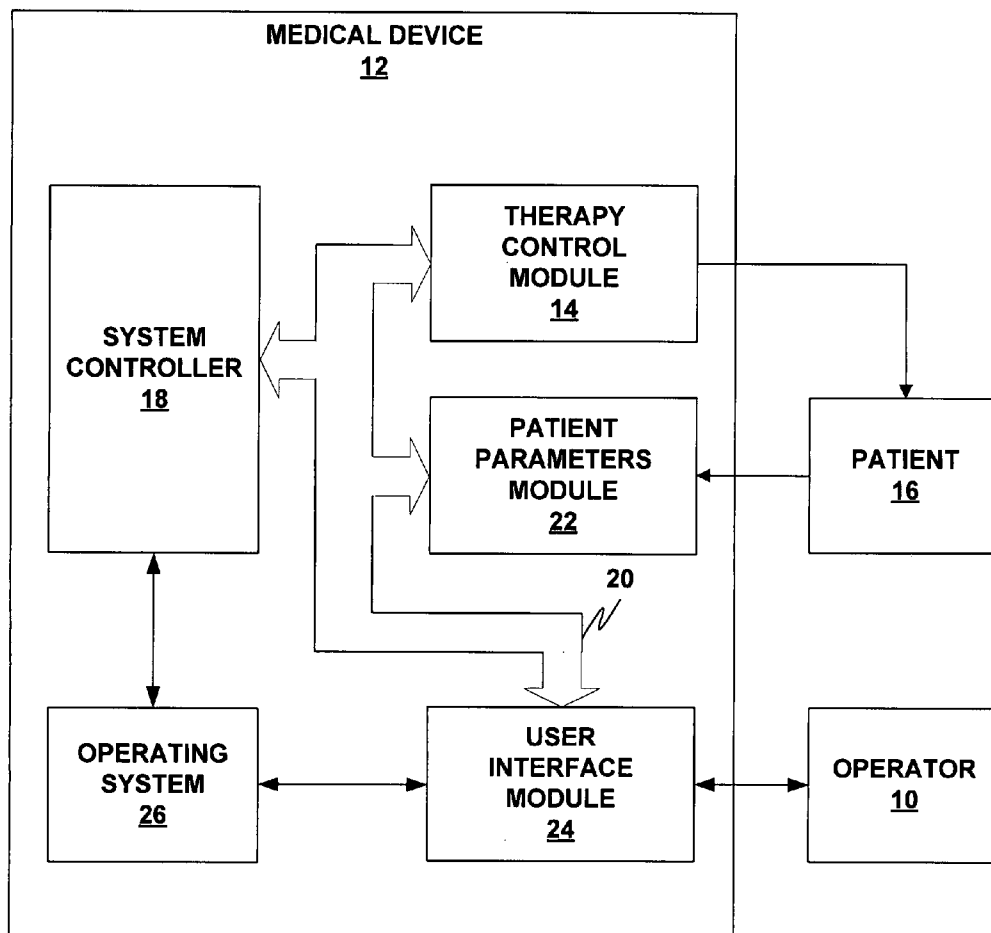 MEDICAL DEVICE
12
SYSTEM
CONTROLLER
18
THERAPY
CONTROL
MODULE
14
PATIENT
PARAMETERS
MODULE
22
PATIENT
16
20
OPERATING
SYSTEM
26
USER
INTERFACE
MODULE
24
OPERATOR
10